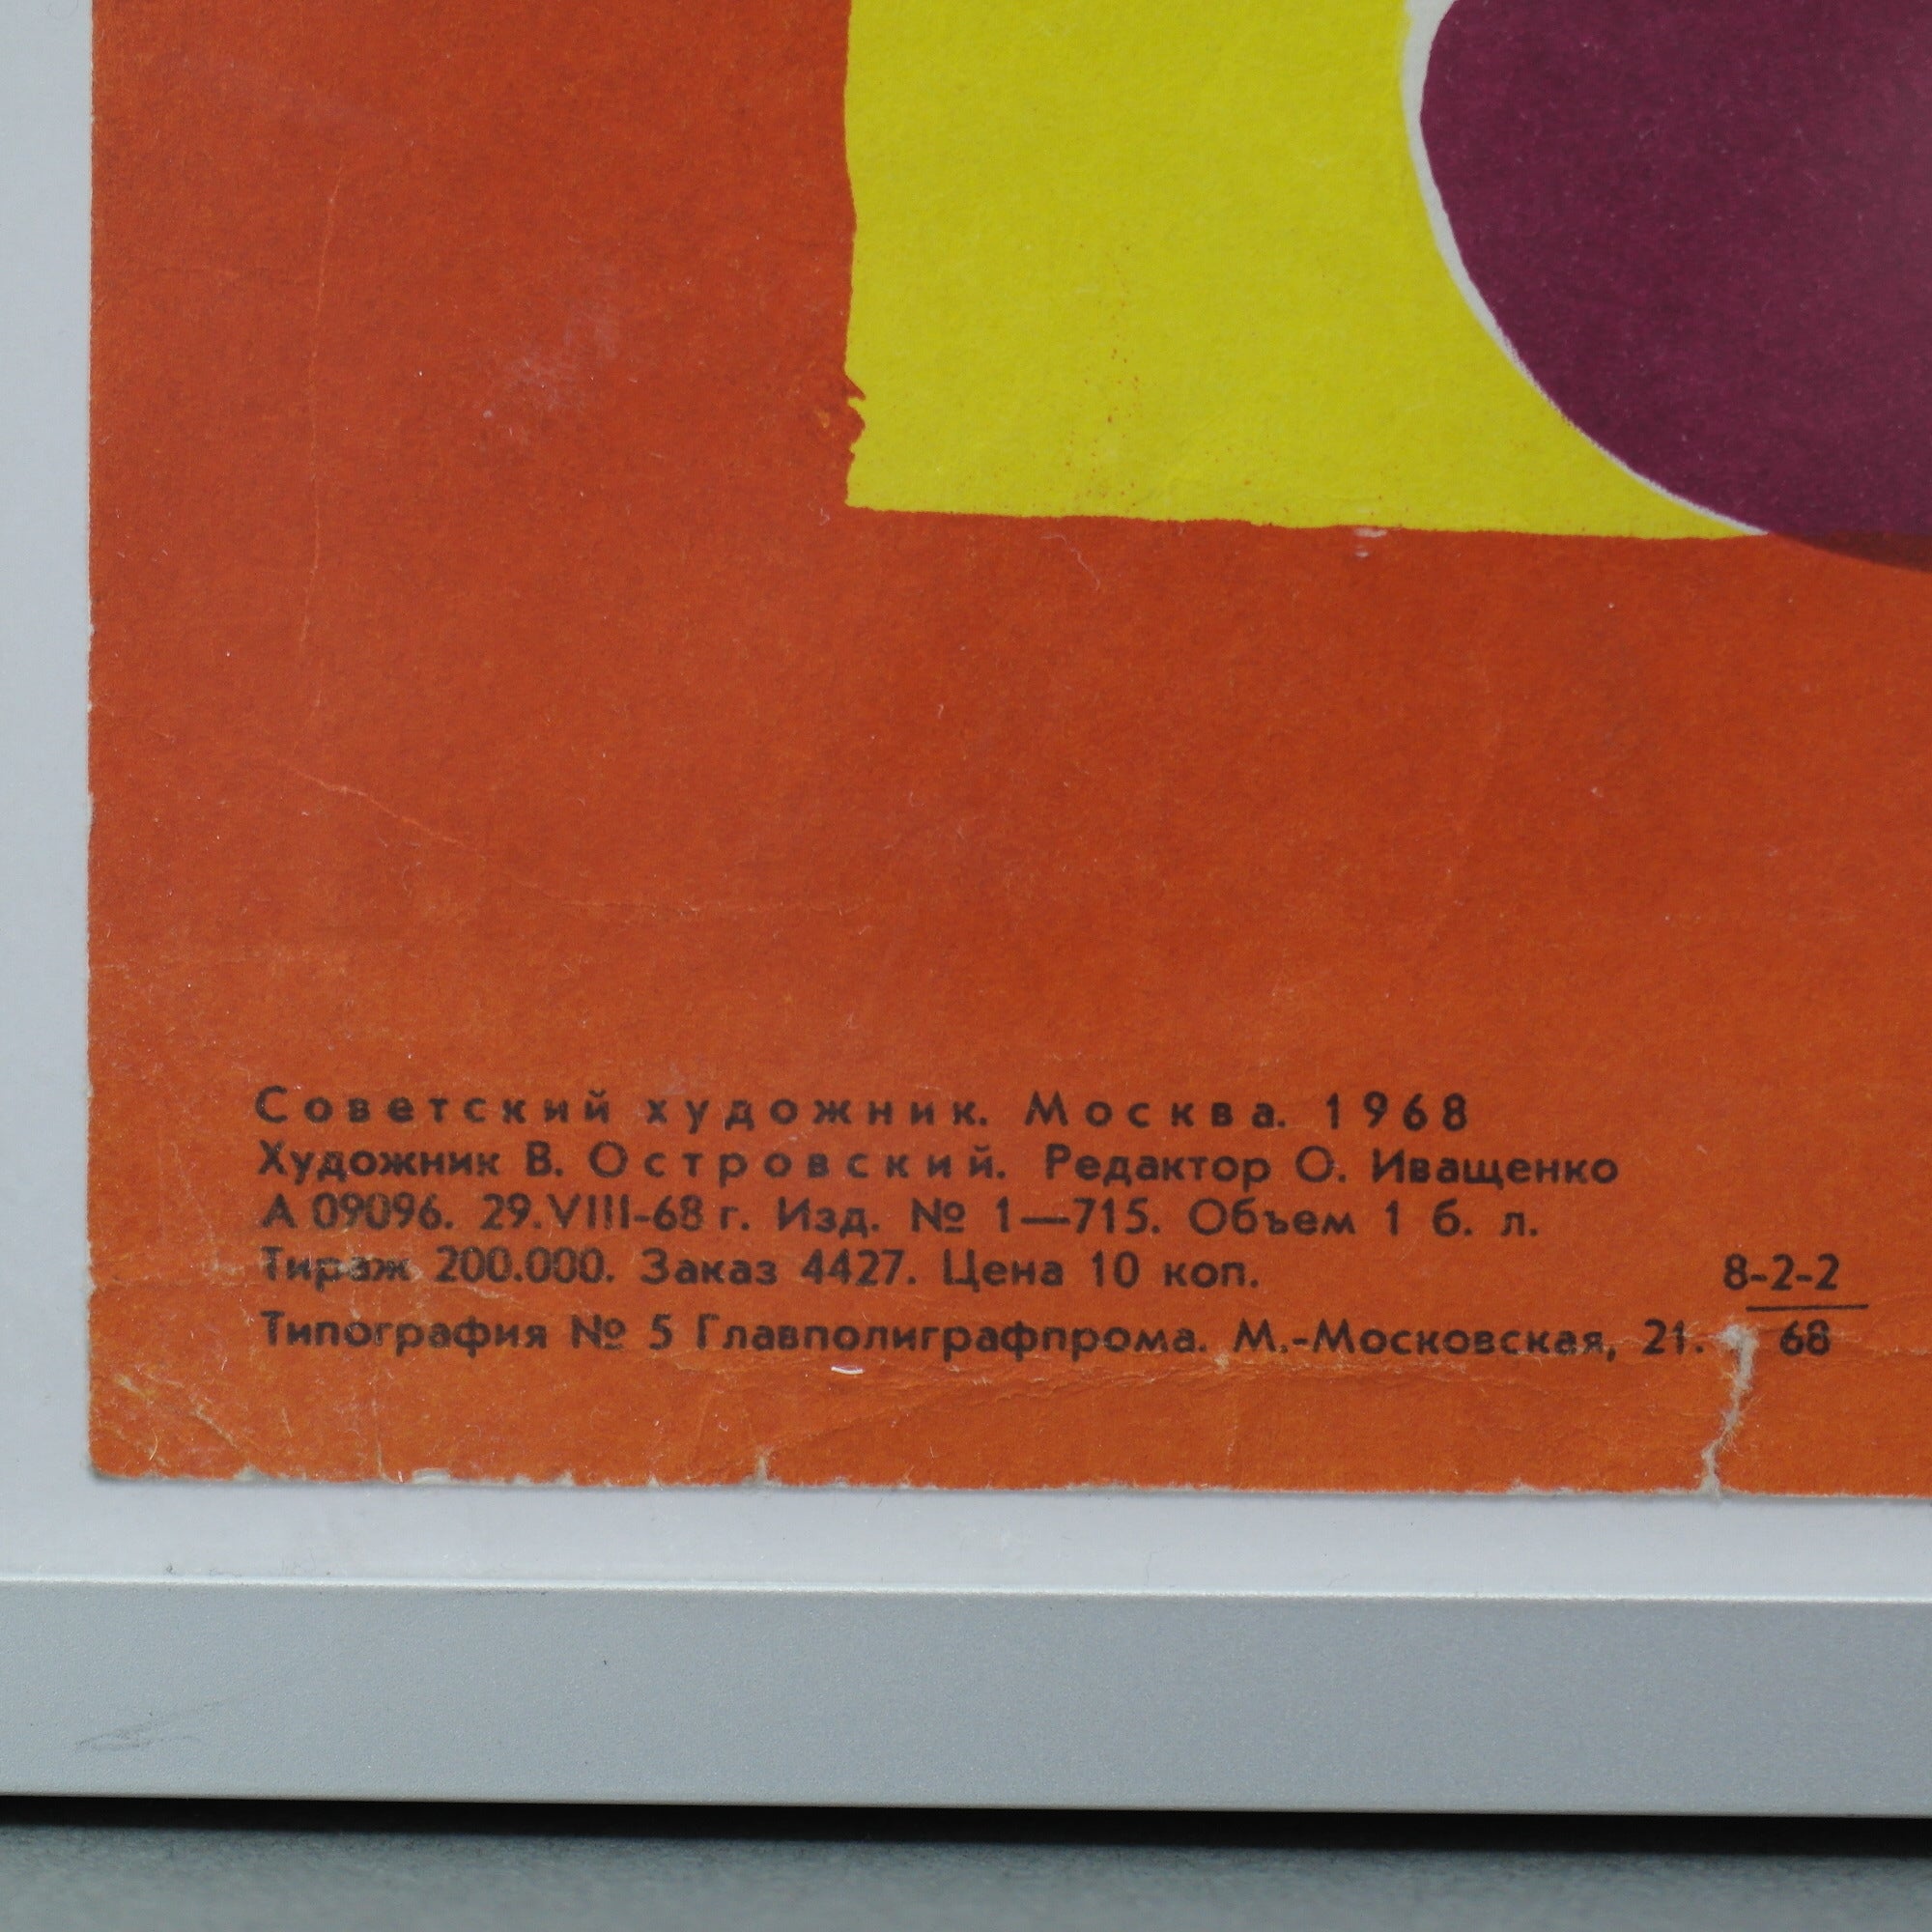 Советский художник. Москва. 1968
Художник В. Островский. Редактор О. Иващенко
А 09096. 29.VIII-68 г. Изд. № 1—715. Объем 1 б. л.
Тираж 200.000. Заказ 4427. Цена 10 коп.
8-2-2
Типография № 5 Главполиграфпрома. М.-Московская, 21.
68